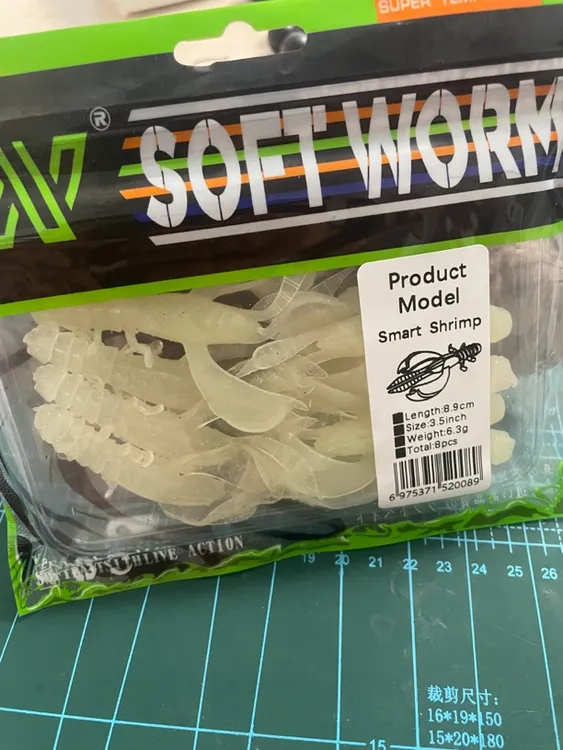 SUPER TEM
®
SOFT WORM
Product
Model
Smart Shrimp
Length:8.9cm
Size:3.5inch
Weight:6.3g
Total:8pcs
6 975371 520089
LIVE ACTION
19 20 21 22 23 24 25 26
裁剪尺寸:
16*19*150
15*20*180
15